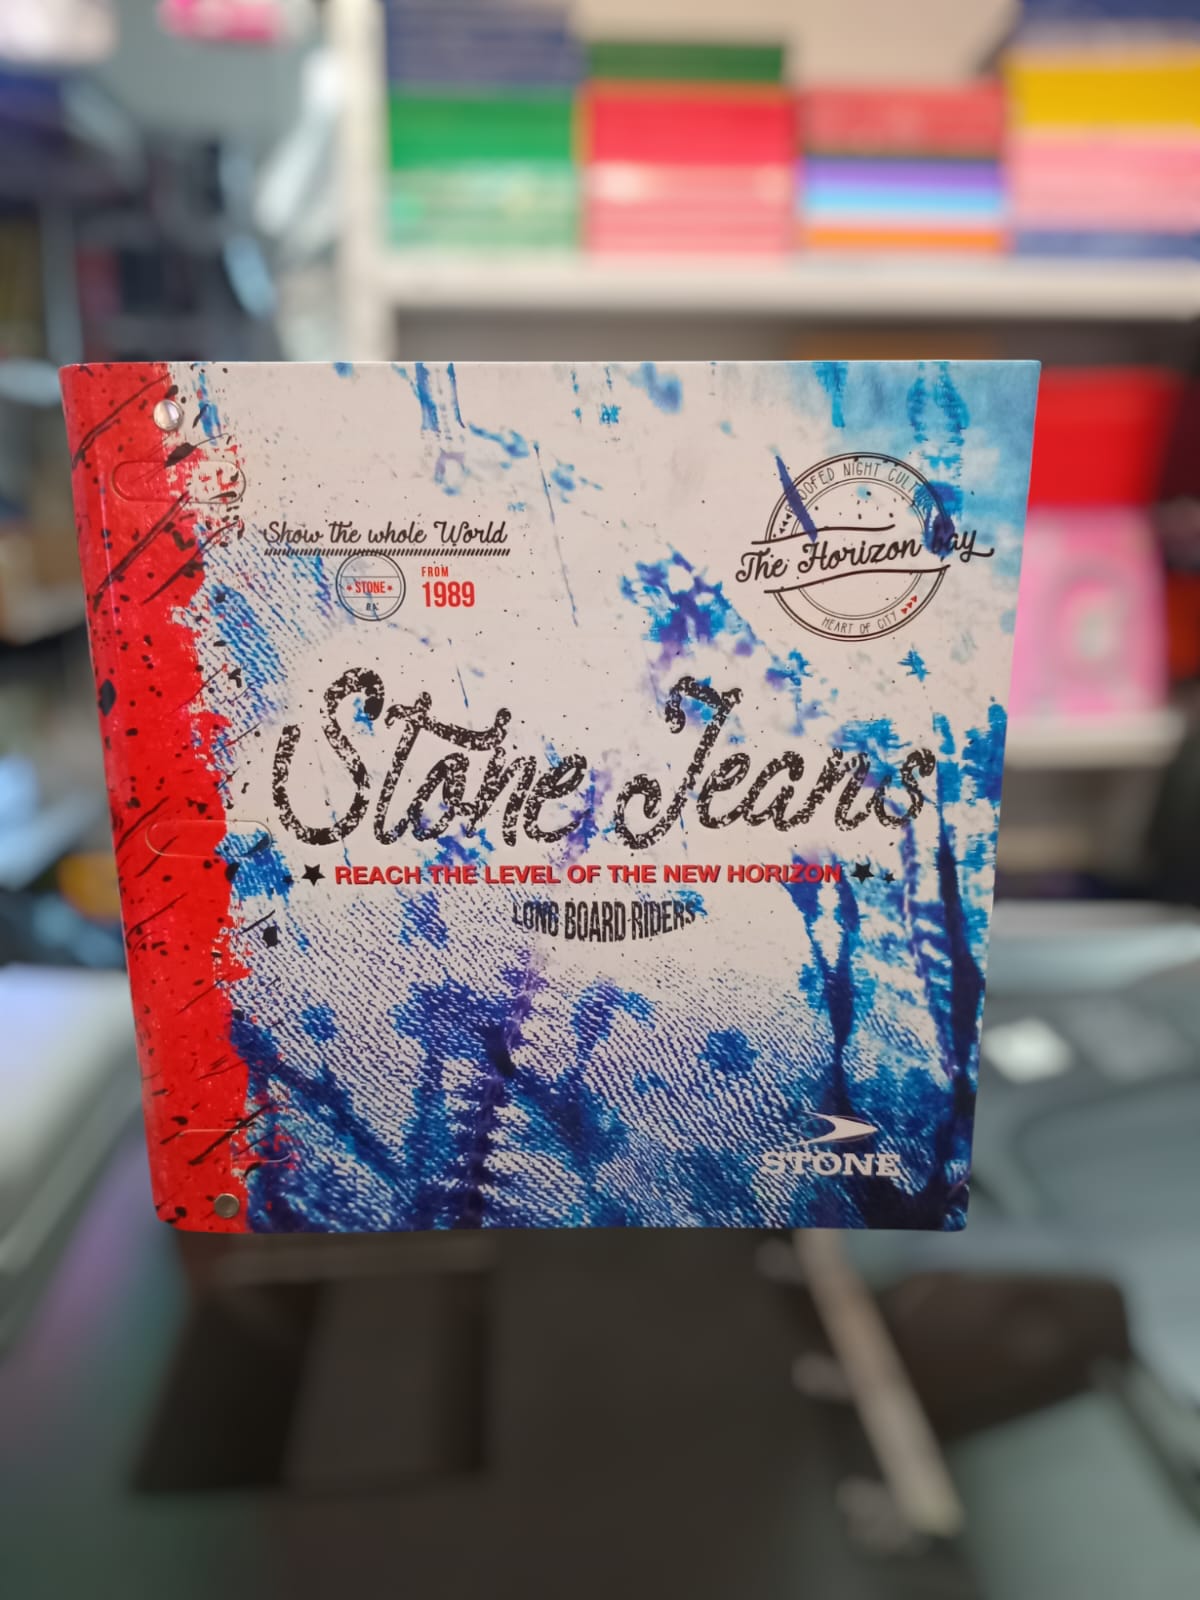 Show the whole World
STONE
FROM
1989
NIGHT
The Horizon bay
HEART OF CITY
Stone Jeans
REACH THE LEVEL OF THE NEW HORIZON
LONG BOARD RIDERS
STONE